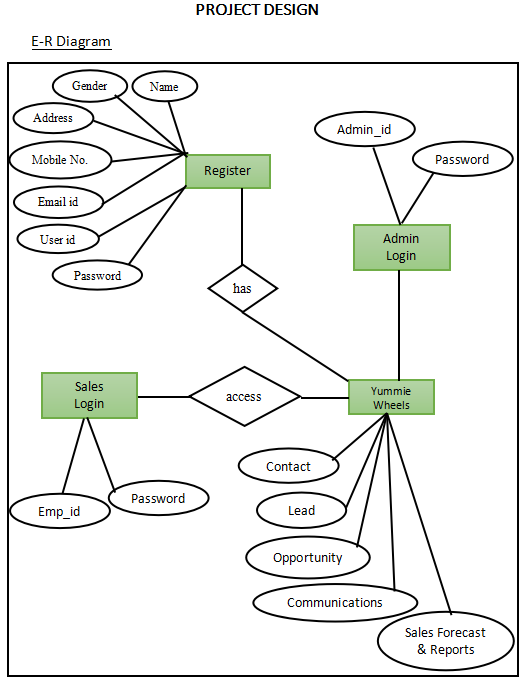 PROJECT DESIGN
E-R Diagram
Gender
Name
Address
Mobile No.
Email id
User id
Password
Register
Admin_id
Password
Admin
Login
has
Sales
Login
access
Yummie
Wheels
Emp_id
Password
Contact
Lead
Opportunity
Communications
Sales Forecast
& Reports